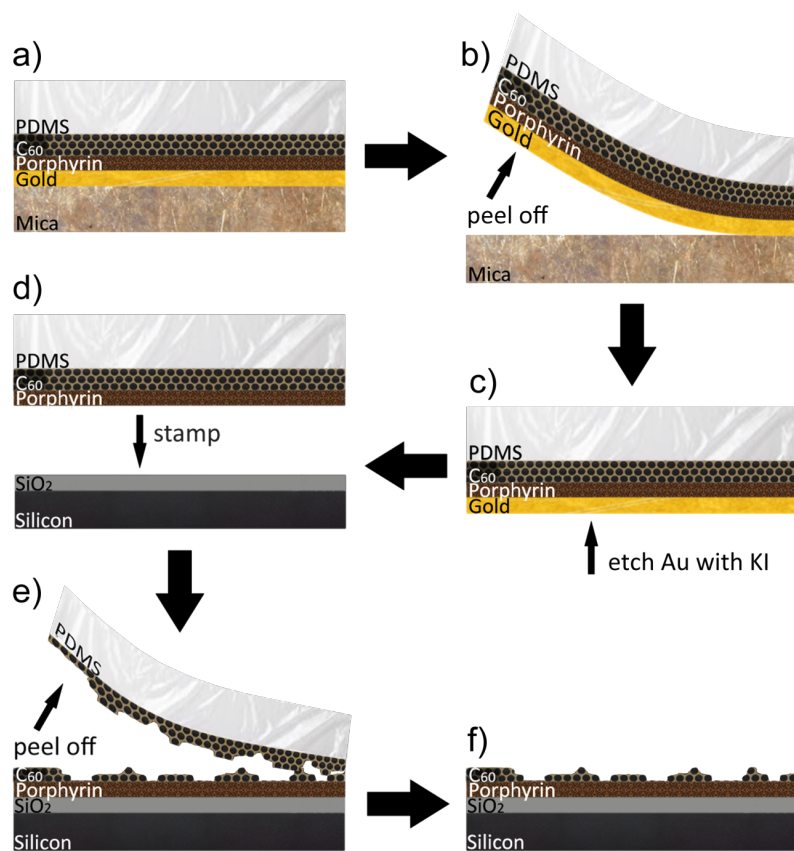 a)
PDMS
C₆₀
Porphyrin
Gold
Mica
b)
PDMS
C₆₀
Porphyrin
Gold
peel off
Mica
d)
PDMS
C₆₀
Porphyrin
stamp
SiO₂
Silicon
c)
PDMS
C₆₀
Porphyrin
Gold
etch Au with KI
e)
PDMS
peel off
C₆₀
Porphyrin
SiO₂
Silicon
f)
C₆₀
Porphyrin
SiO₂
Silicon